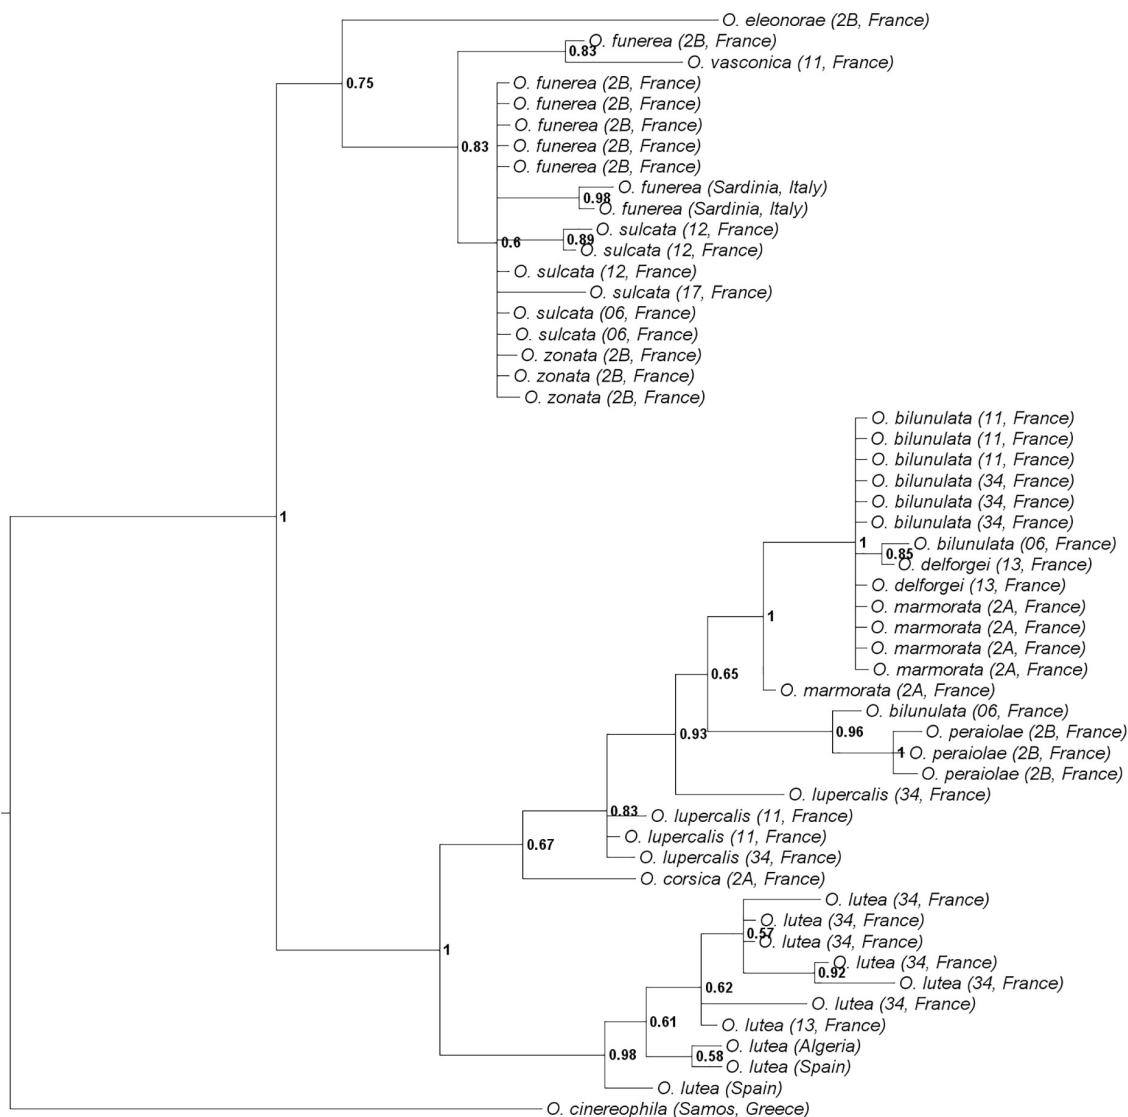 O. eleonorae (2B, France)
O. funerea (2B, France)
0.83
O. vasconica (11, France)
0.75
O. funerea (2B, France)
O. funerea (2B, France)
O. funerea (2B, France)
O. funerea (2B, France)
0.83
O. funerea (2B, France)
O. funerea (Sardinia, Italy)
0.98
O. funerea (Sardinia, Italy)
O. sulcata (12, France)
0.6
0.89
O. sulcata (12, France)
O. sulcata (12, France)
O. sulcata (17, France)
O. sulcata (06, France)
O. sulcata (06, France)
O. zonata (2B, France)
O. zonata (2B, France)
O. zonata (2B, France)
O. bilunulata (11, France)
O. bilunulata (11, France)
O. bilunulata (11, France)
O. bilunulata (34, France)
O. bilunulata (34, France)
1
O. bilunulata (34, France)
1
O. bilunulata (06, France)
0.85
O. delforgei (13, France)
O. delforgei (13, France)
O. marmorata (2A, France)
1
O. marmorata (2A, France)
O. marmorata (2A, France)
O. marmorata (2A, France)
0.65
O. marmorata (2A, France)
O. bilunulata (06, France)
0.93
0.96
O. peraiolae (2B, France)
1
O. peraiolae (2B, France)
O. peraiolae (2B, France)
O. lupercalis (34, France)
0.83
O. lupercalis (11, France)
O. lupercalis (11, France)
0.67
O. lupercalis (34, France)
O. corsica (2A, France)
O. lutea (34, France)
O. lutea (34, France)
0.57
O. lutea (34, France)
1
O. lutea (34, France)
0.92
O. lutea (34, France)
0.62
O. lutea (34, France)
0.61
O. lutea (13, France)
O. lutea (Algeria)
0.98
0.58
O. lutea (Spain)
O. lutea (Spain)
O. cinereophila (Samos, Greece)